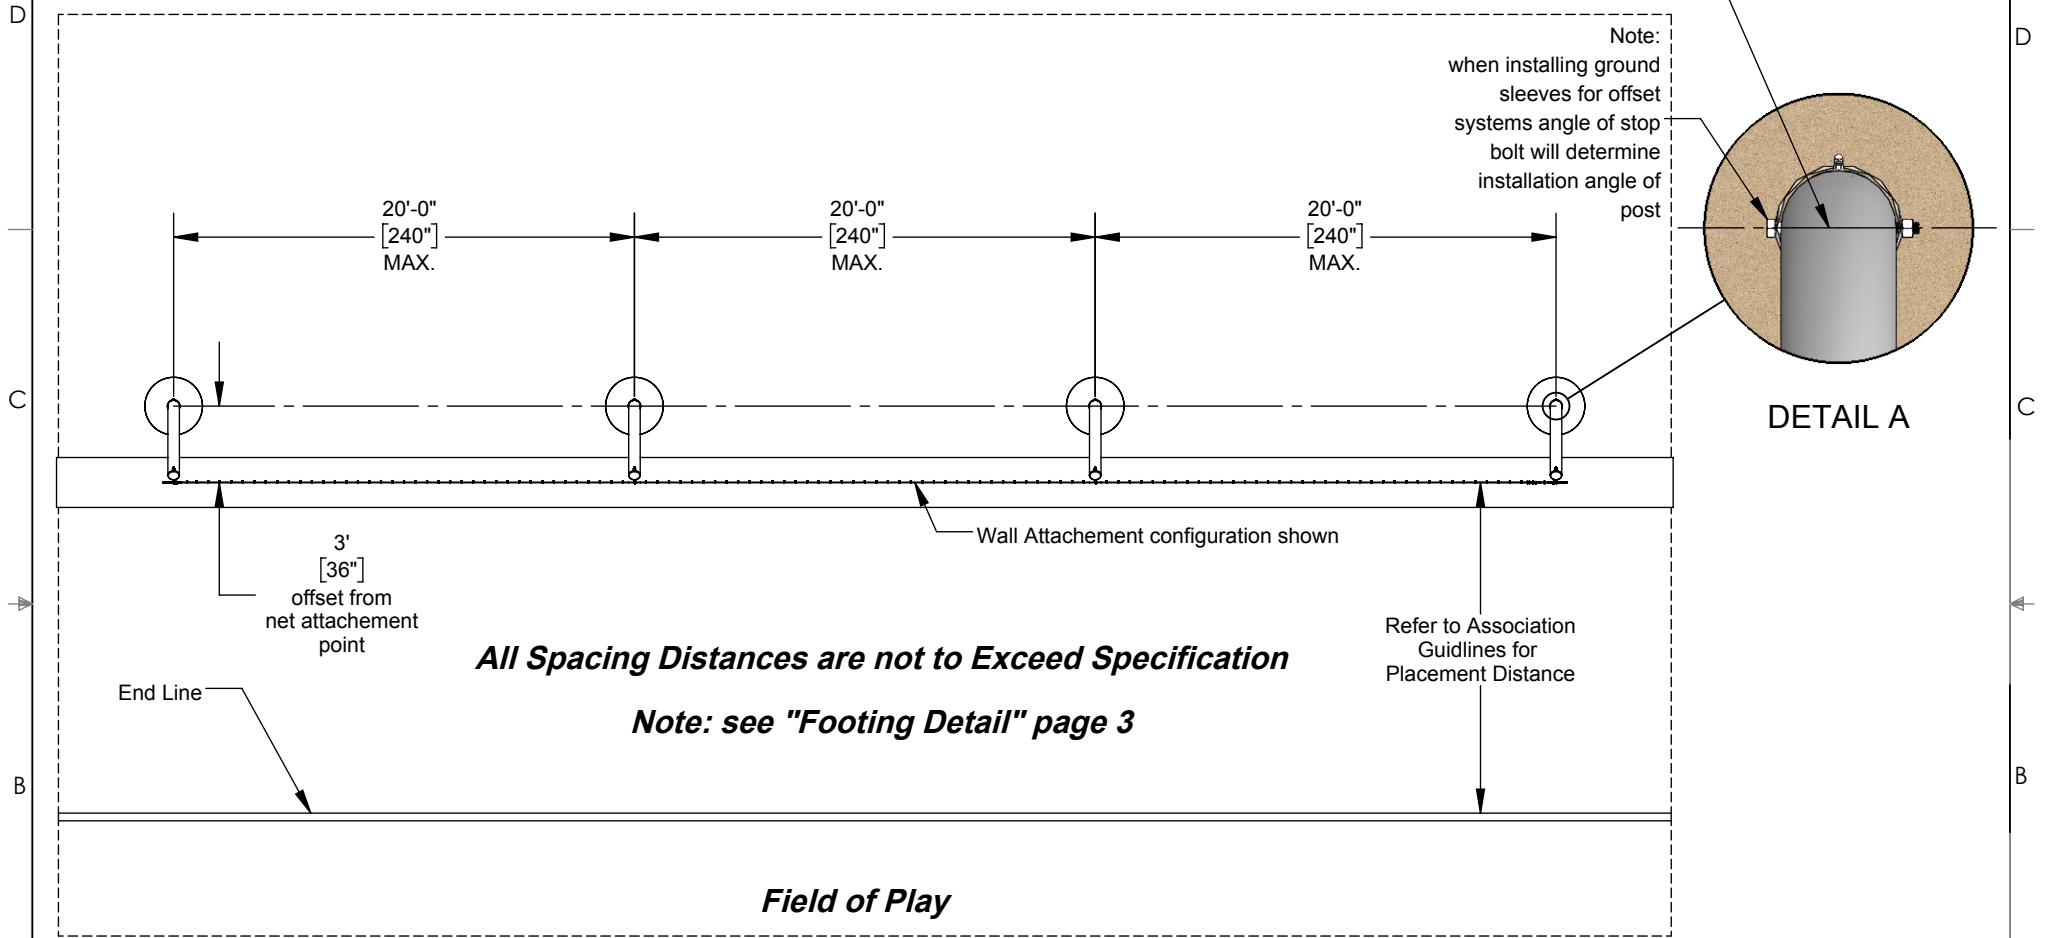 D
D
Note:
when installing ground
sleeves for offset
systems angle of stop
bolt will determine
installation angle of
post
20'-0"
[240"]
MAX.
20'-0"
[240"]
MAX.
20'-0"
[240"]
MAX.
C
C
DETAIL A
Wall Attachement configuration shown
3'
[36"]
offset from
net attachement
point
Refer to Association
Guidlines for
Placement Distance
All Spacing Distances are not to Exceed Specification
End Line
Note: see "Footing Detail" page 3
B
B
Field of Play